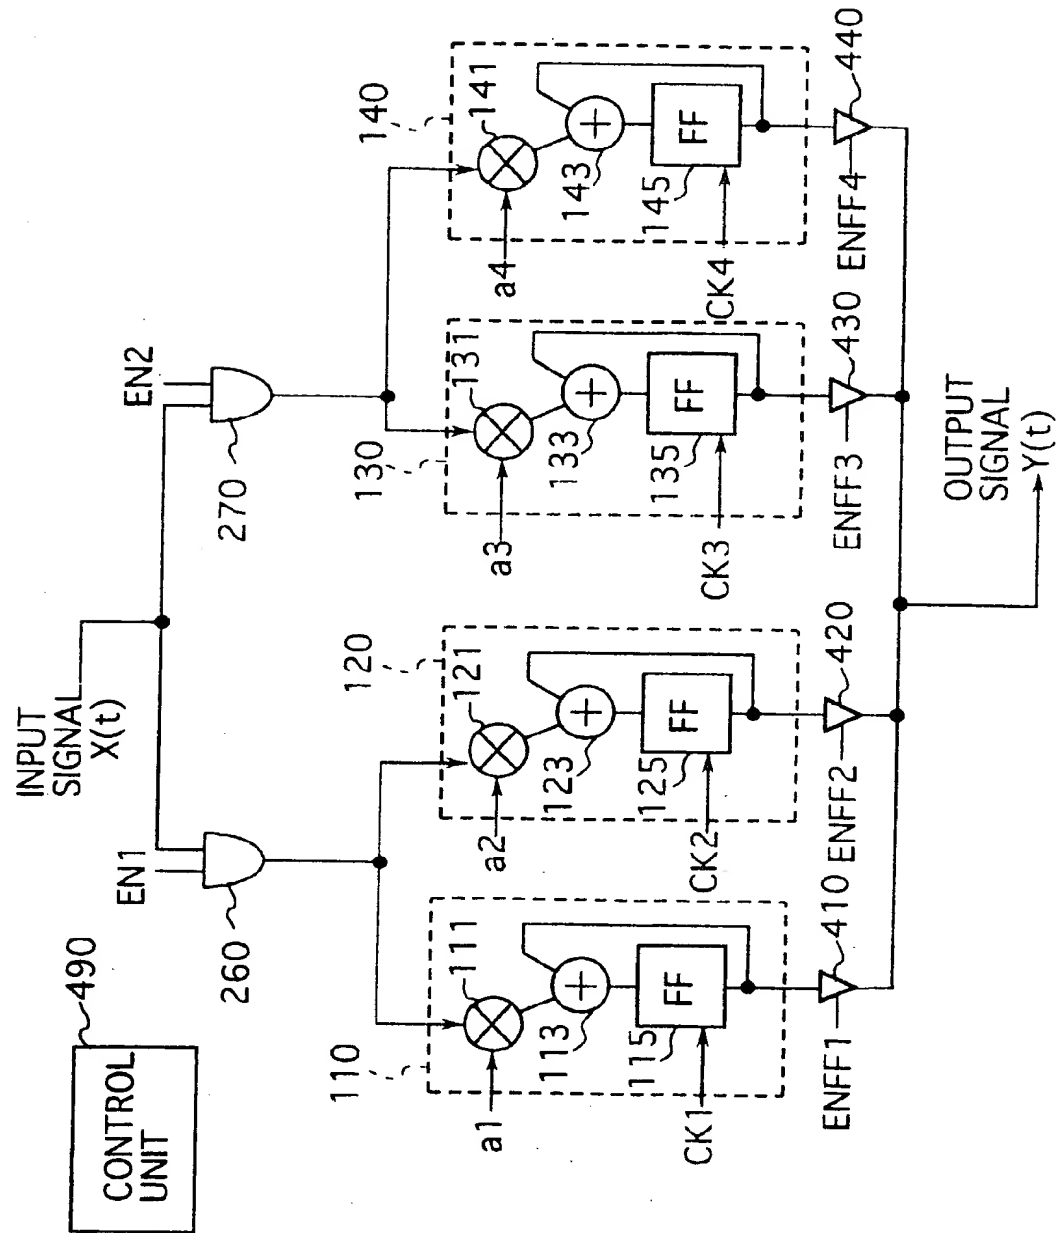 CONTROL
UNIT
490
INPUT
SIGNAL
X(t)
EN1
EN2
260
270
110
111
a1
113
115
FF
CK1
120
121
a2
123
125
FF
CK2
130
131
a3
133
135
FF
CK3
140
141
a4
143
145
FF
CK4
ENFF1
410
ENFF2
420
ENFF3
430
ENFF4
440
OUTPUT
SIGNAL
Y(t)